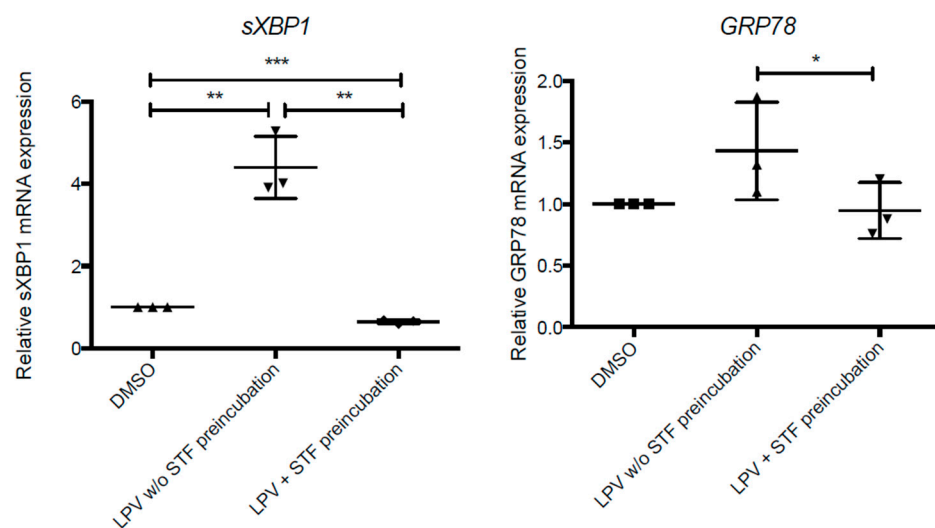 sXBP1
Relative sXBP1 mRNA expression
***
** **
6
4
2
0
DMSO
LPV w/o STF preincubation
LPV + STF preincubation
GRP78
Relative GRP78 mRNA expression
*
2.0
1.5
1.0
0.5
0.0
DMSO
LPV w/o STF preincubation
LPV + STF preincubation